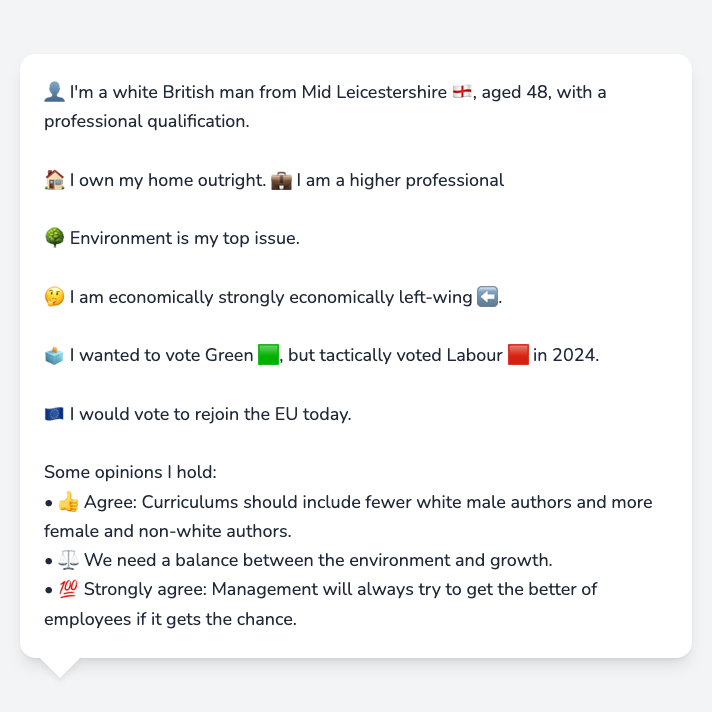 👤 I'm a white British man from Mid Leicestershire 🏴󠁧󠁢󠁥󠁮󠁧󠁿, aged 48, with a
professional qualification.
🏠 I own my home outright. 💼 I am a higher professional
🌳 Environment is my top issue.
🤔 I am economically strongly economically left-wing ⬅️.
🗳️ I wanted to vote Green 🟩, but tactically voted Labour 🟥 in 2024.
🇪🇺 I would vote to rejoin the EU today.
Some opinions I hold:
• 👍 Agree: Curriculums should include fewer white male authors and more
female and non-white authors.
• ⚖️ We need a balance between the environment and growth.
• 💯 Strongly agree: Management will always try to get the better of
employees if it gets the chance.